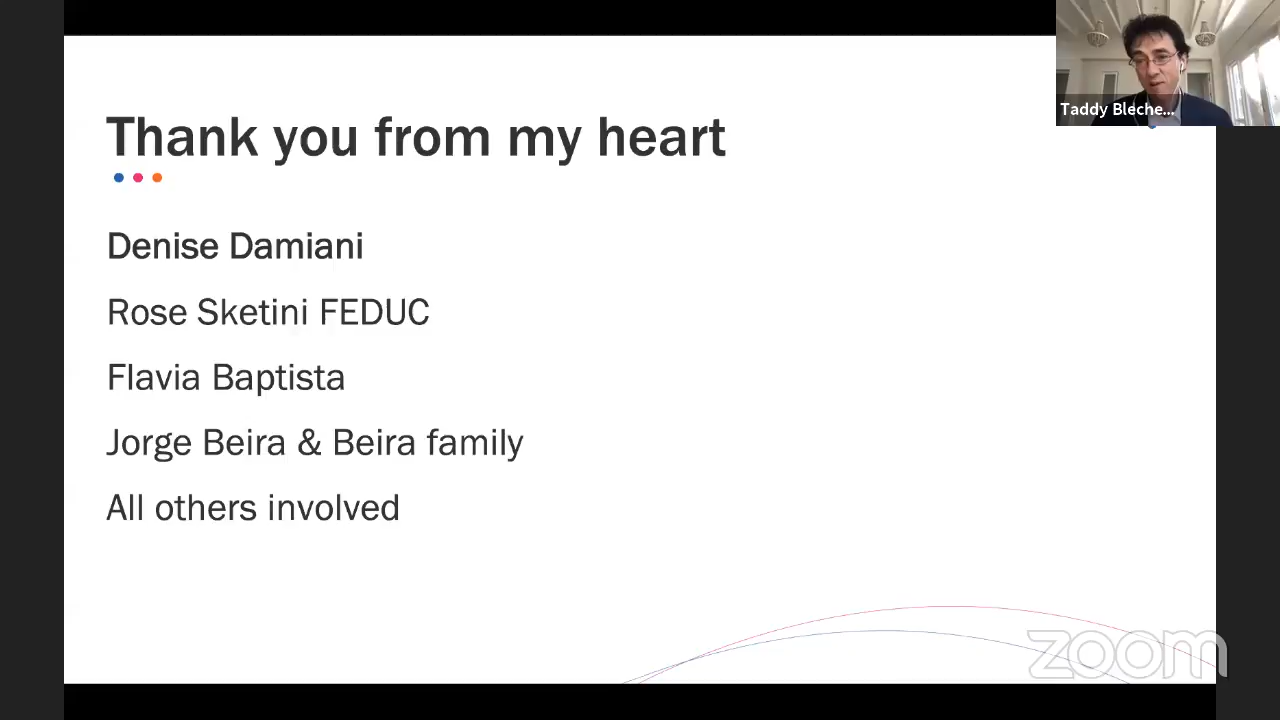 Taddy Bleche...
Thank you from my heart
Denise Damiani
Rose Sketini FEDUC
Flavia Baptista
Jorge Beira & Beira family
All others involved
zoom